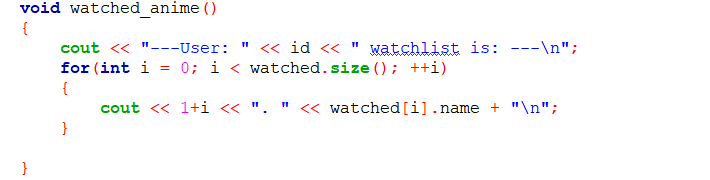 void watched_anime()
{
    cout << "---User: " << id << " watchlist is: ---\n";
    for(int i = 0; i < watched.size(); ++i)
    {
        cout << 1+i << ". " << watched[i].name + "\n";
    }
}